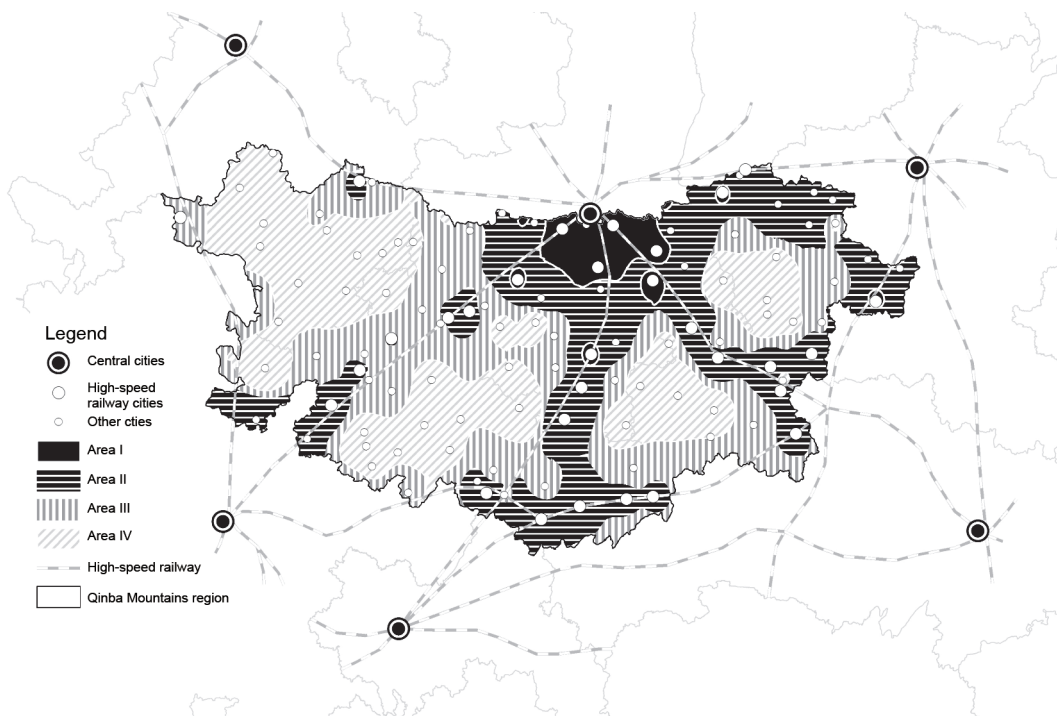 Legend
Central cities
High-speed
railway cities
Other cties
Area I
Area II
Area III
Area IV
High-speed railway
Qinba Mountains region